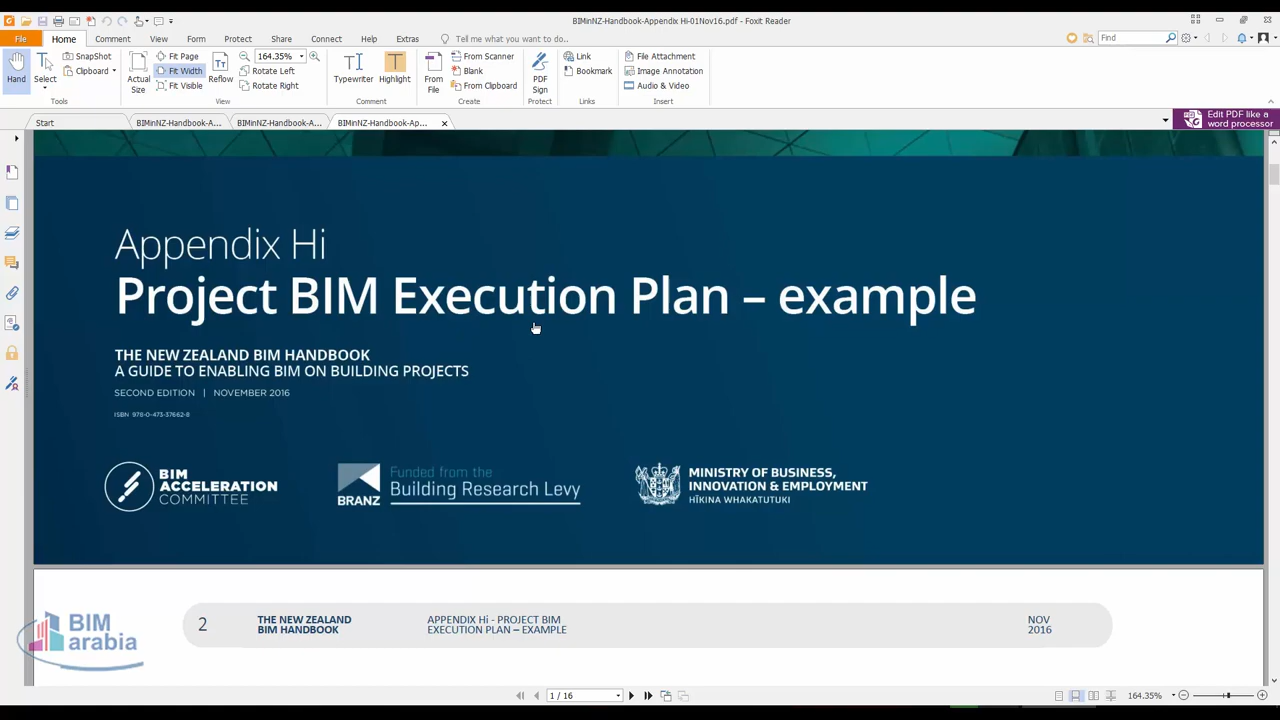 BIMinNZ-Handbook-Appendix Hi-01Nov16.pdf - Foxit Reader
File Home Comment View Form Protect Share Connect Help Extras Tell me what you want to do.. Find
Hand
Select
SnapShot
Clipboard
Tools
Actual Size
Fit Page
Fit Width
Fit Visible
Reflow
164.35%
Rotate Left
Rotate Right
View
Typewriter
Highlight
Comment
From File
From Scanner
Blank
From Clipboard
Create
PDF Sign
Protect
Link
Bookmark
Links
File Attachment
Image Annotation
Audio & Video
Insert
Start BIMinNZ-Handbook-A... BIMinNZ-Handbook-A... BIMinNZ-Handbook-Ap...
Edit PDF like a
word processor
Appendix Hi
Project BIM Execution Plan – example
THE NEW ZEALAND BIM HANDBOOK
A GUIDE TO ENABLING BIM ON BUILDING PROJECTS
SECOND EDITION | NOVEMBER 2016
ISBN 978-0-473-37662-8
BIM
ACCELERATION
COMMITTEE
BRANZ
Funded from the
Building Research Levy
MINISTRY OF BUSINESS,
INNOVATION & EMPLOYMENT
HĪKINA WHAKATUTUKI
2
THE NEW ZEALAND
BIM HANDBOOK
APPENDIX Hi - PROJECT BIM
EXECUTION PLAN – EXAMPLE
NOV
2016
BIM
arabia
1 / 16
164.35%